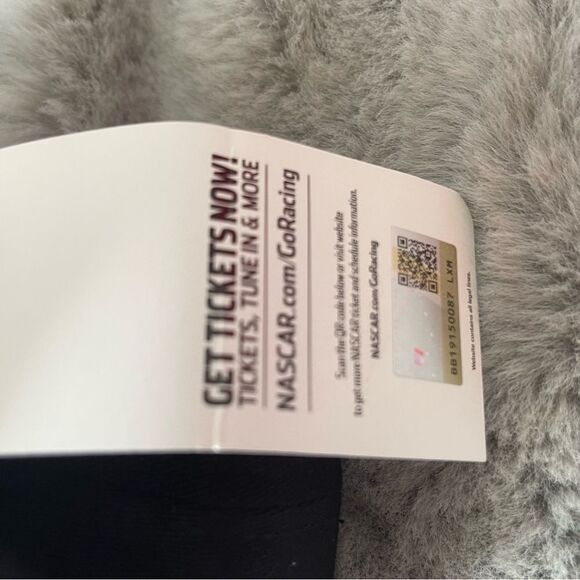 GET TICKETS NOW!
TICKETS, TUNE IN & MORE
NASCAR.com/GoRacing
Scan the QR code below or visit website
to get more NASCAR ticket and schedule information.
NASCAR.com/GoRacing
BB19150087 LXM
Website contains all legal lines.